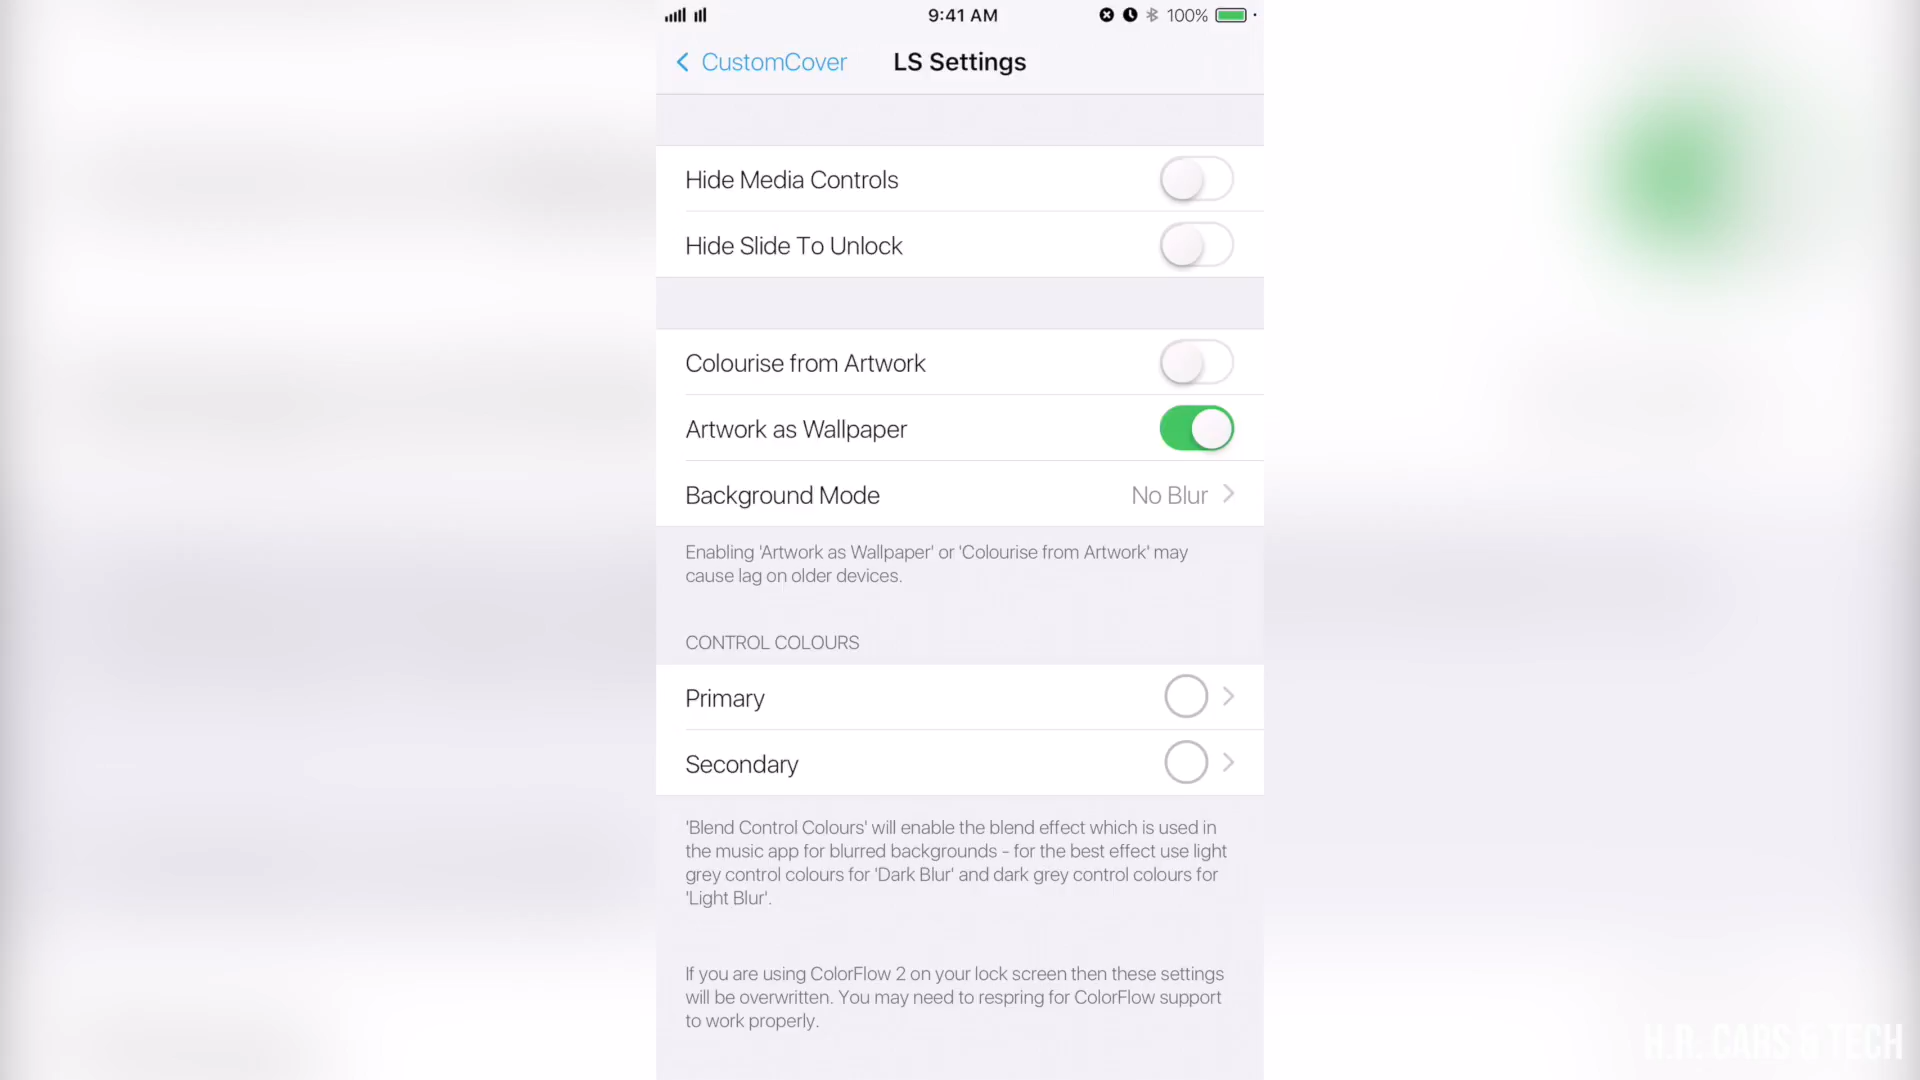 9:41 AM
100%
CustomCover
LS Settings
Hide Media Controls
Hide Slide To Unlock
Colourise from Artwork
Artwork as Wallpaper
Background Mode
No Blur
Enabling 'Artwork as Wallpaper' or 'Colourise from Artwork' may
cause lag on older devices.
CONTROL COLOURS
Primary
Secondary
'Blend Control Colours' will enable the blend effect which is used in
the music app for blurred backgrounds - for the best effect use light
grey control colours for 'Dark Blur' and dark grey control colours for
'Light Blur'.
If you are using ColorFlow 2 on your lock screen then these settings
will be overwritten. You may need to respring for ColorFlow support
to work properly.
H.R. CARS & TECH